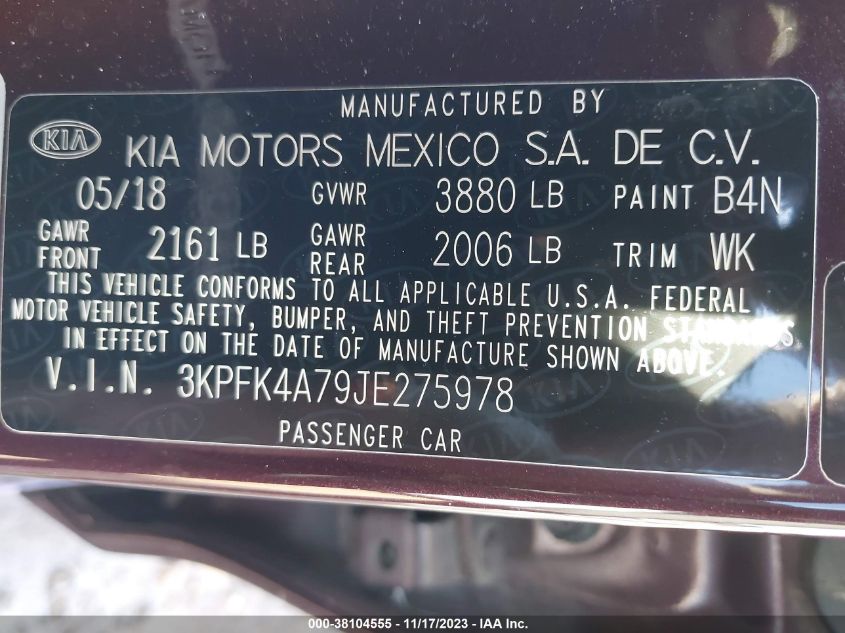 MANUFACTURED BY
KIA KIA MOTORS MEXICO S.A. DE C.V.
05/18 GVWR 3880 LB PAINT B4N
GAWR FRONT 2161 LB GAWR REAR 2006 LB TRIM WK
THIS VEHICLE CONFORMS TO ALL APPLICABLE U.S.A. FEDERAL
MOTOR VEHICLE SAFETY, BUMPER, AND THEFT PREVENTION STANDARDS
IN EFFECT ON THE DATE OF MANUFACTURE SHOWN ABOVE.
V.I.N. 3KPFK4A79JE275978
PASSENGER CAR
000-38104555 - 11/17/2023 - IAA Inc.